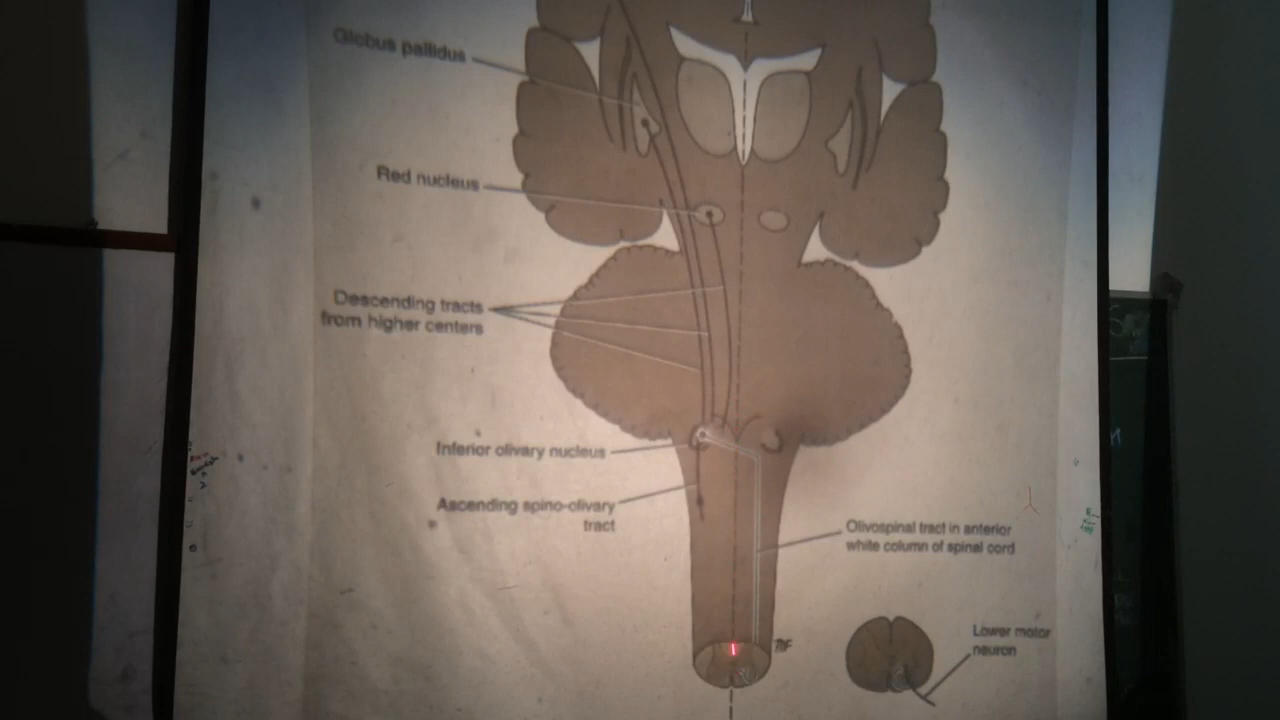 Globus pallidus
Red nucleus
Descending tracts
from higher centers
Inferior olivary nucleus
Ascending spino-olivary
tract
Olivospinal tract in anterior
white column of spinal cord
Lower motor
neuron